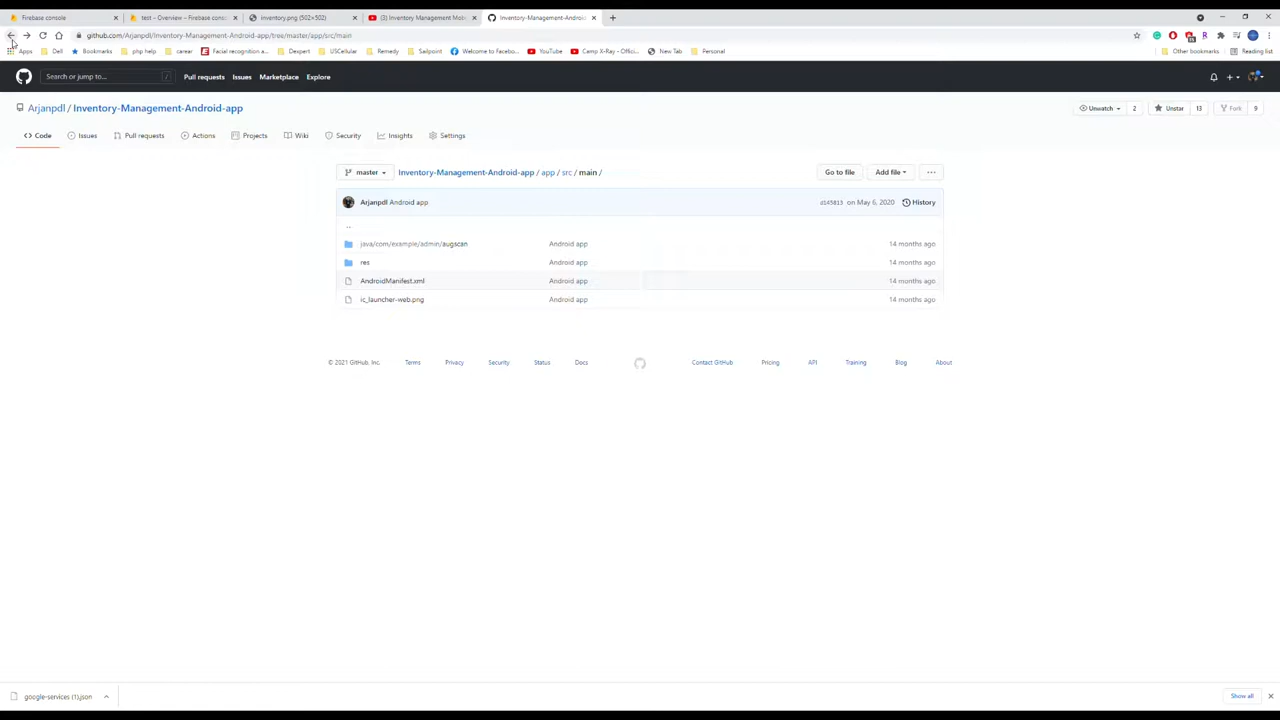 Firebase console
test – Overview – Firebase conso
inventory.png (502×502)
(3) Inventory Management Mob
Inventory-Management-Android-
github.com/Arjanpdl/Inventory-Management-Android-app/tree/master/app/src/main
Apps
Dell
Bookmarks
php help
carear
Facial recognition a...
Dexpert
USCellular
Remedy
Sailpoint
Welcome to Facebo...
YouTube
Camp X-Ray - Offici...
New Tab
Personal
Other bookmarks
Reading list
Search or jump to...
/
Pull requests
Issues
Marketplace
Explore
Arjanpdl / Inventory-Management-Android-app
Unwatch
2
Unstar
13
Fork
9
Code
Issues
Pull requests
Actions
Projects
Wiki
Security
Insights
Settings
master
Inventory-Management-Android-app / app / src / main /
Go to file
Add file
...
Arjanpdl Android app
d145813 on May 6, 2020
History
..
java/com/example/admin/augscan
Android app
14 months ago
res
Android app
14 months ago
AndroidManifest.xml
Android app
14 months ago
ic_launcher-web.png
Android app
14 months ago
© 2021 GitHub, Inc.
Terms
Privacy
Security
Status
Docs
Contact GitHub
Pricing
API
Training
Blog
About
google-services (1).json
Show all